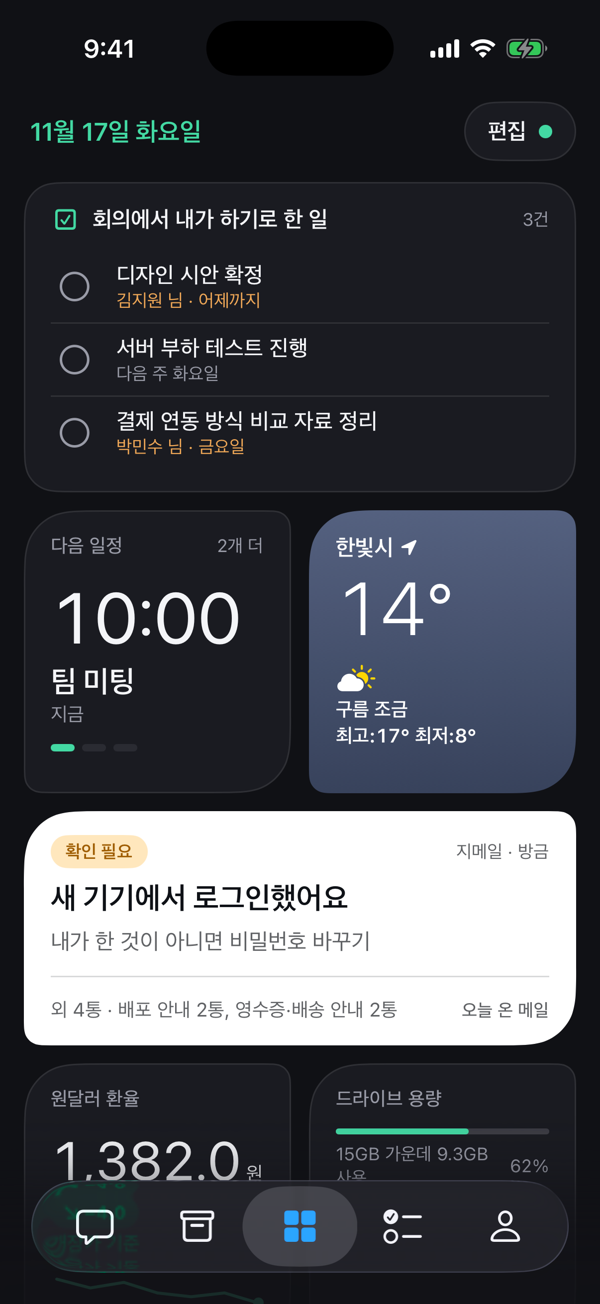 9:41
11월 17일 화요일
편집
회의에서 내가 하기로 한 일
3건
디자인 시안 확정
김지원 님 · 어제까지
서버 부하 테스트 진행
다음 주 화요일
결제 연동 방식 비교 자료 정리
박민수 님 · 금요일
다음 일정
2개 더
10:00
팀 미팅
지금
한빛시
14°
구름 조금
최고:17° 최저:8°
확인 필요
지메일 · 방금
새 기기에서 로그인했어요
내가 한 것이 아니면 비밀번호 바꾸기
외 4통 · 배포 안내 2통, 영수증·배송 안내 2통
오늘 온 메일
원달러 환율
1,382.0 원
드라이브 용량
15GB 가운데 9.3GB
사용
62%